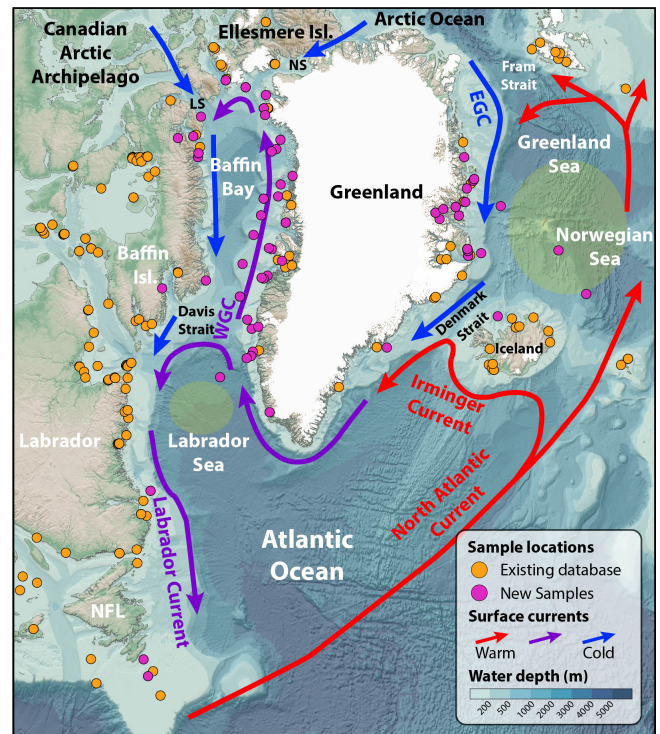 Canadian
Arctic
Archipelago
Ellesmere Isl.
Arctic Ocean
NS
LS
Fram
Strait
EGC
Greenland
Sea
Baffin
Bay
Greenland
Norwegian
Sea
Baffin
Isl.
Davis
Strait
WGC
Denmark
Strait
Iceland
Irminger
Current
Labrador
Labrador
Sea
North Atlantic
Current
Labrador Current
Atlantic
Ocean
NFL
Sample locations
Existing database
New Samples
Surface currents
Warm
Cold
Water depth (m)
200
500
1000
2000
3000
4000
5000